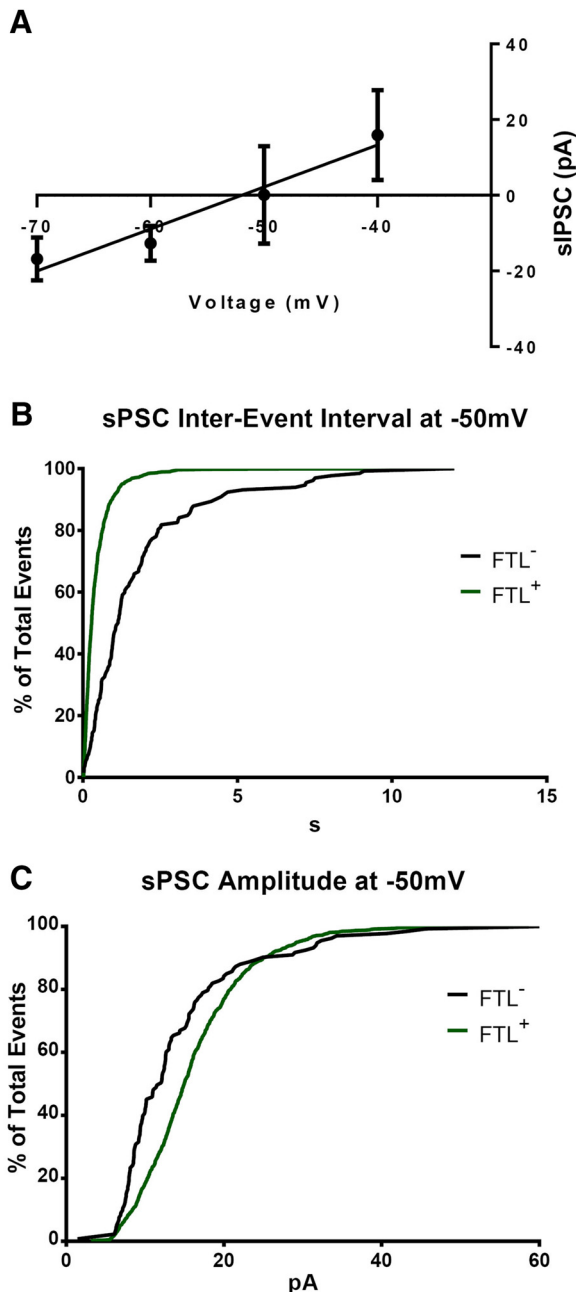 A
40
20
0
-20
-40
sIPSC (pA)
-70
-60
-50
-40
Voltage (mV)
B
sPSC Inter-Event Interval at -50mV
100
80
60
40
20
0
% of Total Events
FTL-
FTL+
0
5
10
15
s
C
sPSC Amplitude at -50mV
100
80
60
40
20
0
% of Total Events
FTL-
FTL+
0
20
40
60
pA